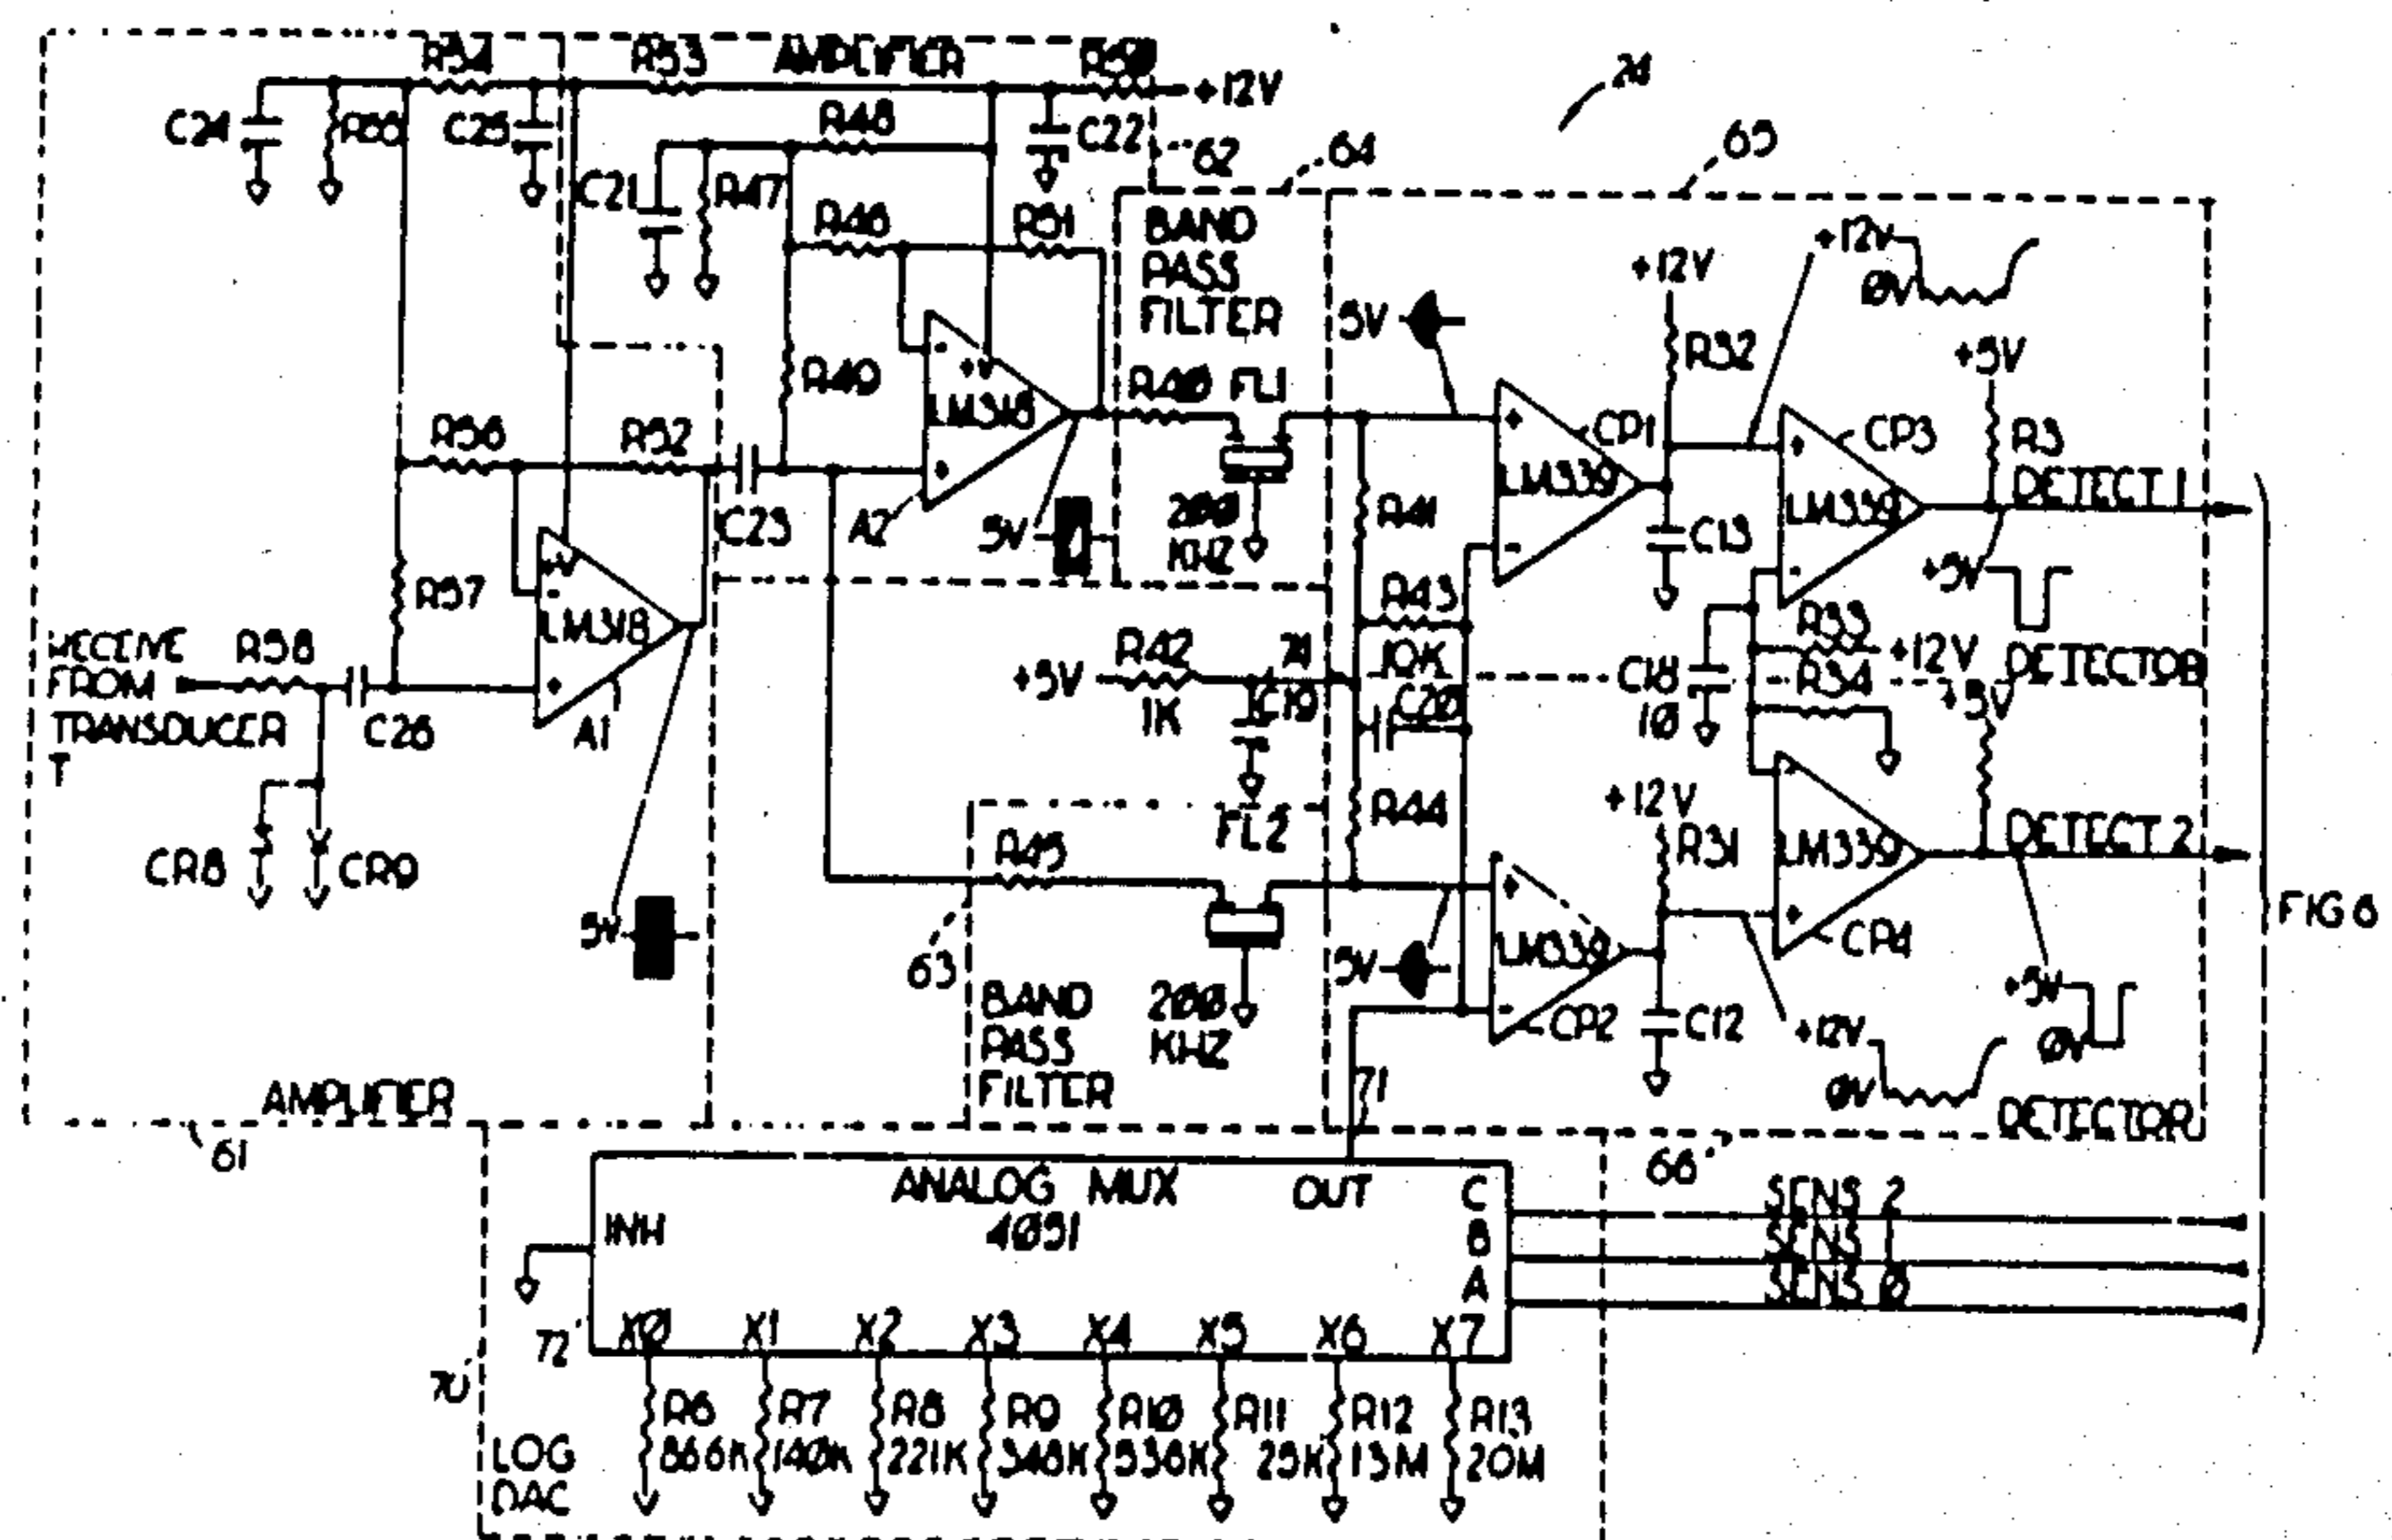 R54 R53 AMPLIFIER R50
+12V
26
C24 R55 C25 R48 C22
62 64 65
C21 R47 R46 R51
BAND
PASS
FILTER
+12V
+12V
0V
5V
R32
+5V
R49
+V
LM318
R40 FL1
CP1
CP3
R3
R56 R52
LM339
LM339
DETECT 1
C23 A2 5V
200
KHZ
R41
C13
+5V
R57
+V
LM318
R43
10K
R33
+12V
DETECTOR
RECEIVE
FROM
TRANSDUCER
T
R58
C26
A1
+5V
R42
1K
71
C19
C20
C18
10
R34
+5V
CR8 CR9
FL2
R44
+12V
R31
LM339
DETECT 2
R45
5V
63
BAND
PASS
FILTER
200
KHZ
5V
LM339
CP2
C12
CP4
+12V
0V
+5V
0V
FIG 8
DETECTOR
AMPLIFIER
61
71
66
ANALOG MUX
4051
OUT
INH
C
B
A
SENS 2
SENS 1
SENS 0
72
70
X0 X1 X2 X3 X4 X5 X6 X7
R6 R7 R8 R9 R10 R11 R12 R13
866K 140K 221K 348K 536K 25K 13M 20M
LOG
DAC